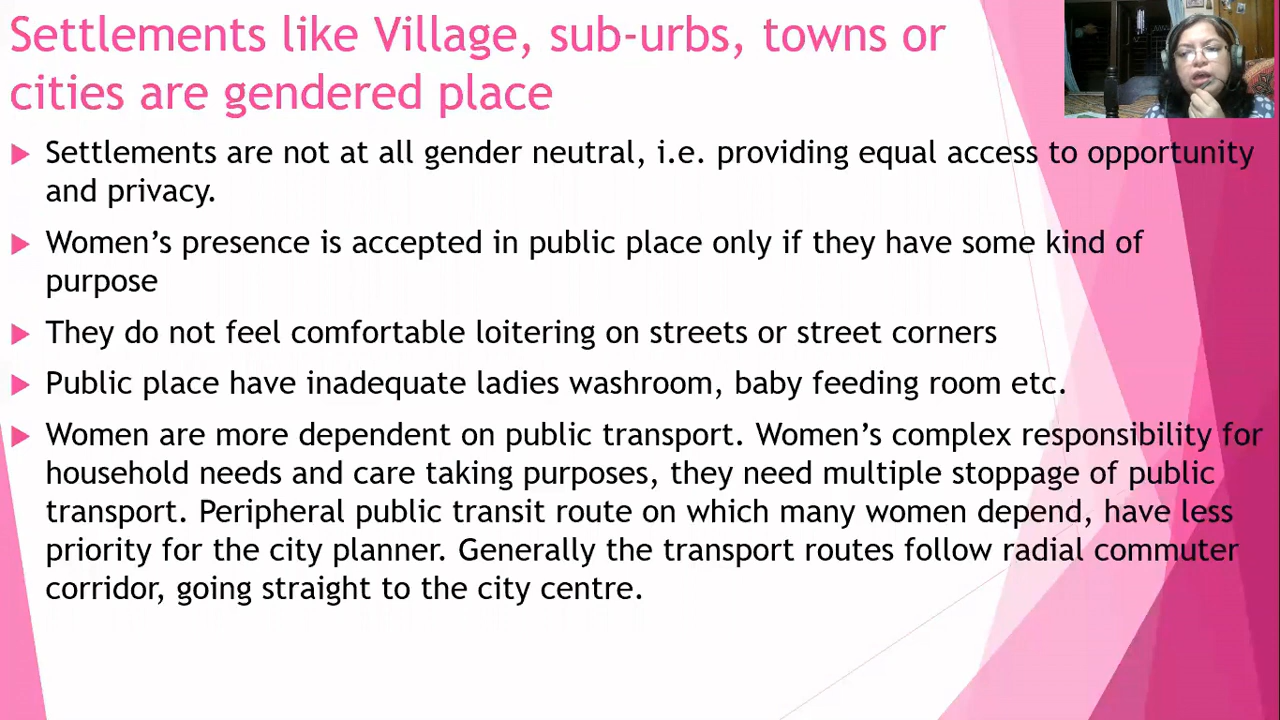 Settlements like Village, sub-urbs, towns or
cities are gendered place
Settlements are not at all gender neutral, i.e. providing equal access to opportunity
and privacy.
Women’s presence is accepted in public place only if they have some kind of
purpose
They do not feel comfortable loitering on streets or street corners
Public place have inadequate ladies washroom, baby feeding room etc.
Women are more dependent on public transport. Women’s complex responsibility for
household needs and care taking purposes, they need multiple stoppage of public
transport. Peripheral public transit route on which many women depend, have less
priority for the city planner. Generally the transport routes follow radial commuter
corridor, going straight to the city centre.